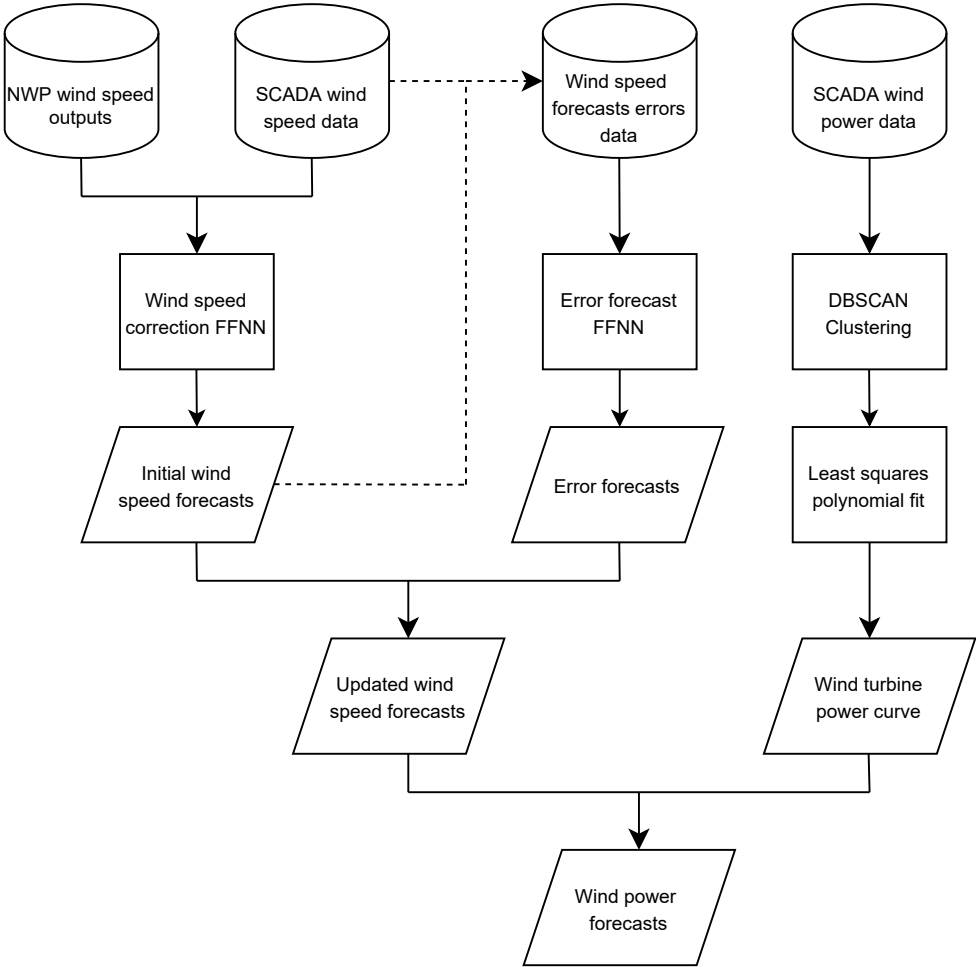 NWP wind speed
outputs
SCADA wind
speed data
Wind speed
forecasts errors
data
SCADA wind
power data
Wind speed
correction FFNN
Error forecast
FFNN
DBSCAN
Clustering
Initial wind
speed forecasts
Error forecasts
Least squares
polynomial fit
Updated wind
speed forecasts
Wind turbine
power curve
Wind power
forecasts